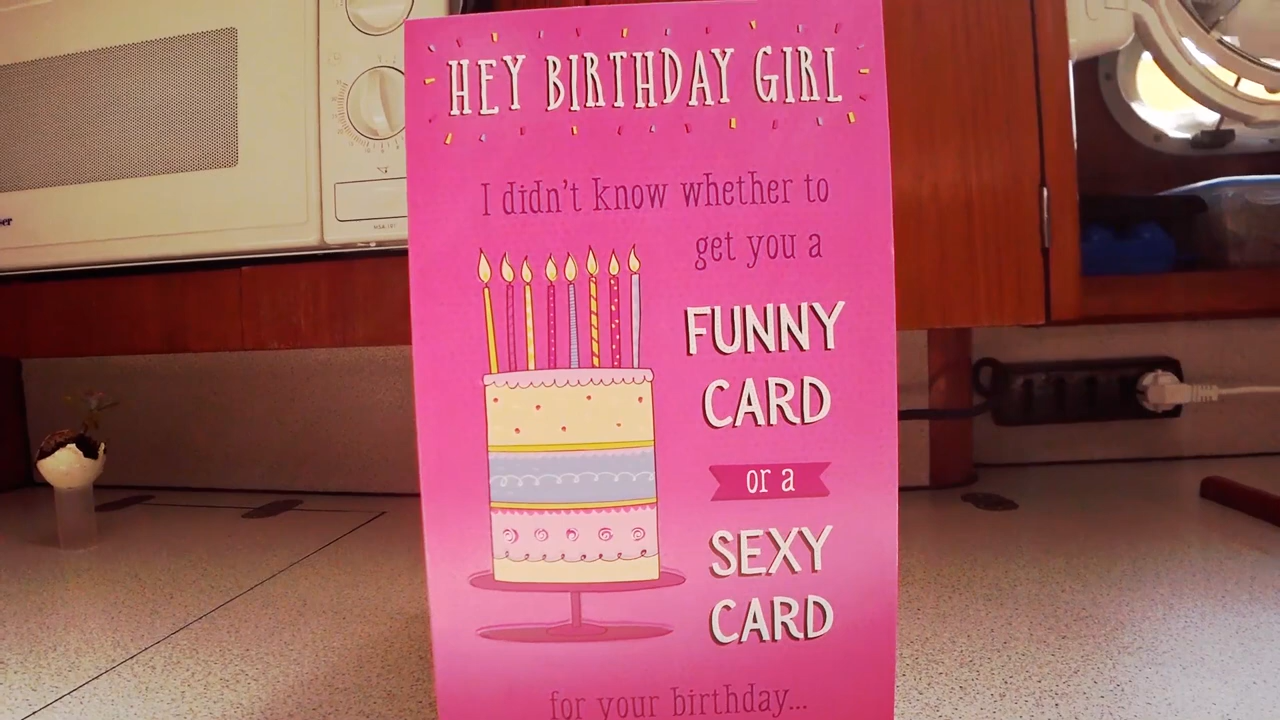 HEY BIRTHDAY GIRL
I didn't know whether to
get you a
FUNNY
CARD
or a
SEXY
CARD
for your birthday...